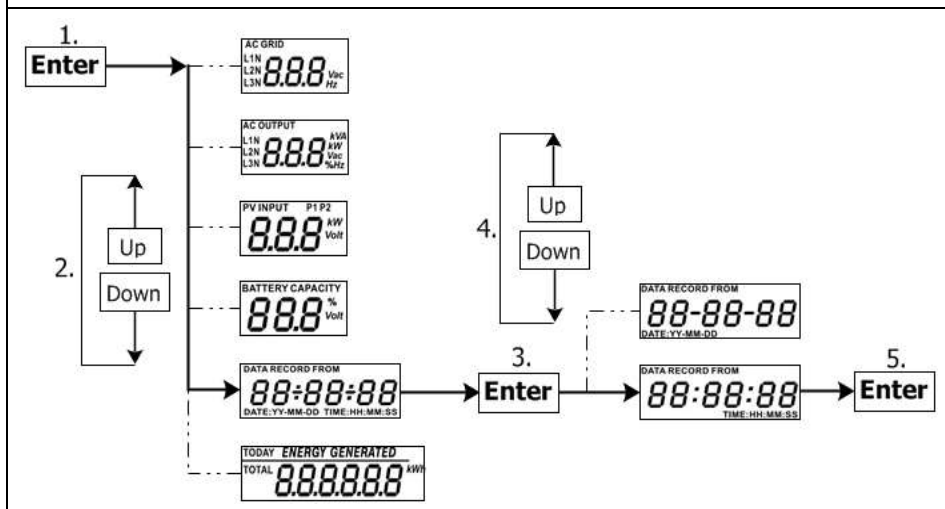 1.
Enter
AC GRID
L1N
L2N
L3N
8.8.8
Vac
Hz
AC OUTPUT
L1N
L2N
L3N
8.8.8
kVA
kW
Vac
%Hz
2.
Up
Down
PV INPUT P1 P2
8.8.8
kW
Volt
BATTERY CAPACITY
88.8
%
Volt
DATA RECORD FROM
88÷88÷88
DATE:YY-MM-DD TIME:HH:MM:SS
TODAY ENERGY GENERATED
TOTAL 8.8.8.8.8.8 kWh
3.
Enter
4.
Up
Down
DATA RECORD FROM
88-88-88
DATE:YY-MM-DD
DATA RECORD FROM
88:88:88
TIME:HH:MM:SS
5.
Enter